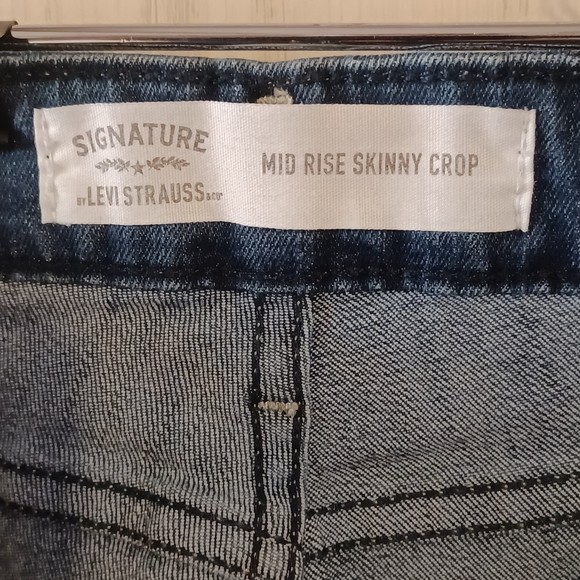 SIGNATURE
BY LEVI STRAUSS & CO
MID RISE SKINNY CROP